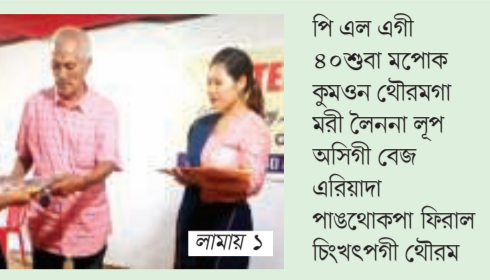 পি এল এগী
৪০শুবা মপোক
কুমওন থৌরমগা
মরী লৈননা লূপ
অসিগী বেজ
এরিয়াদা
পাঙথোকপা ফিরাল
চিংখৎপগী থৌরম
লামায় ১